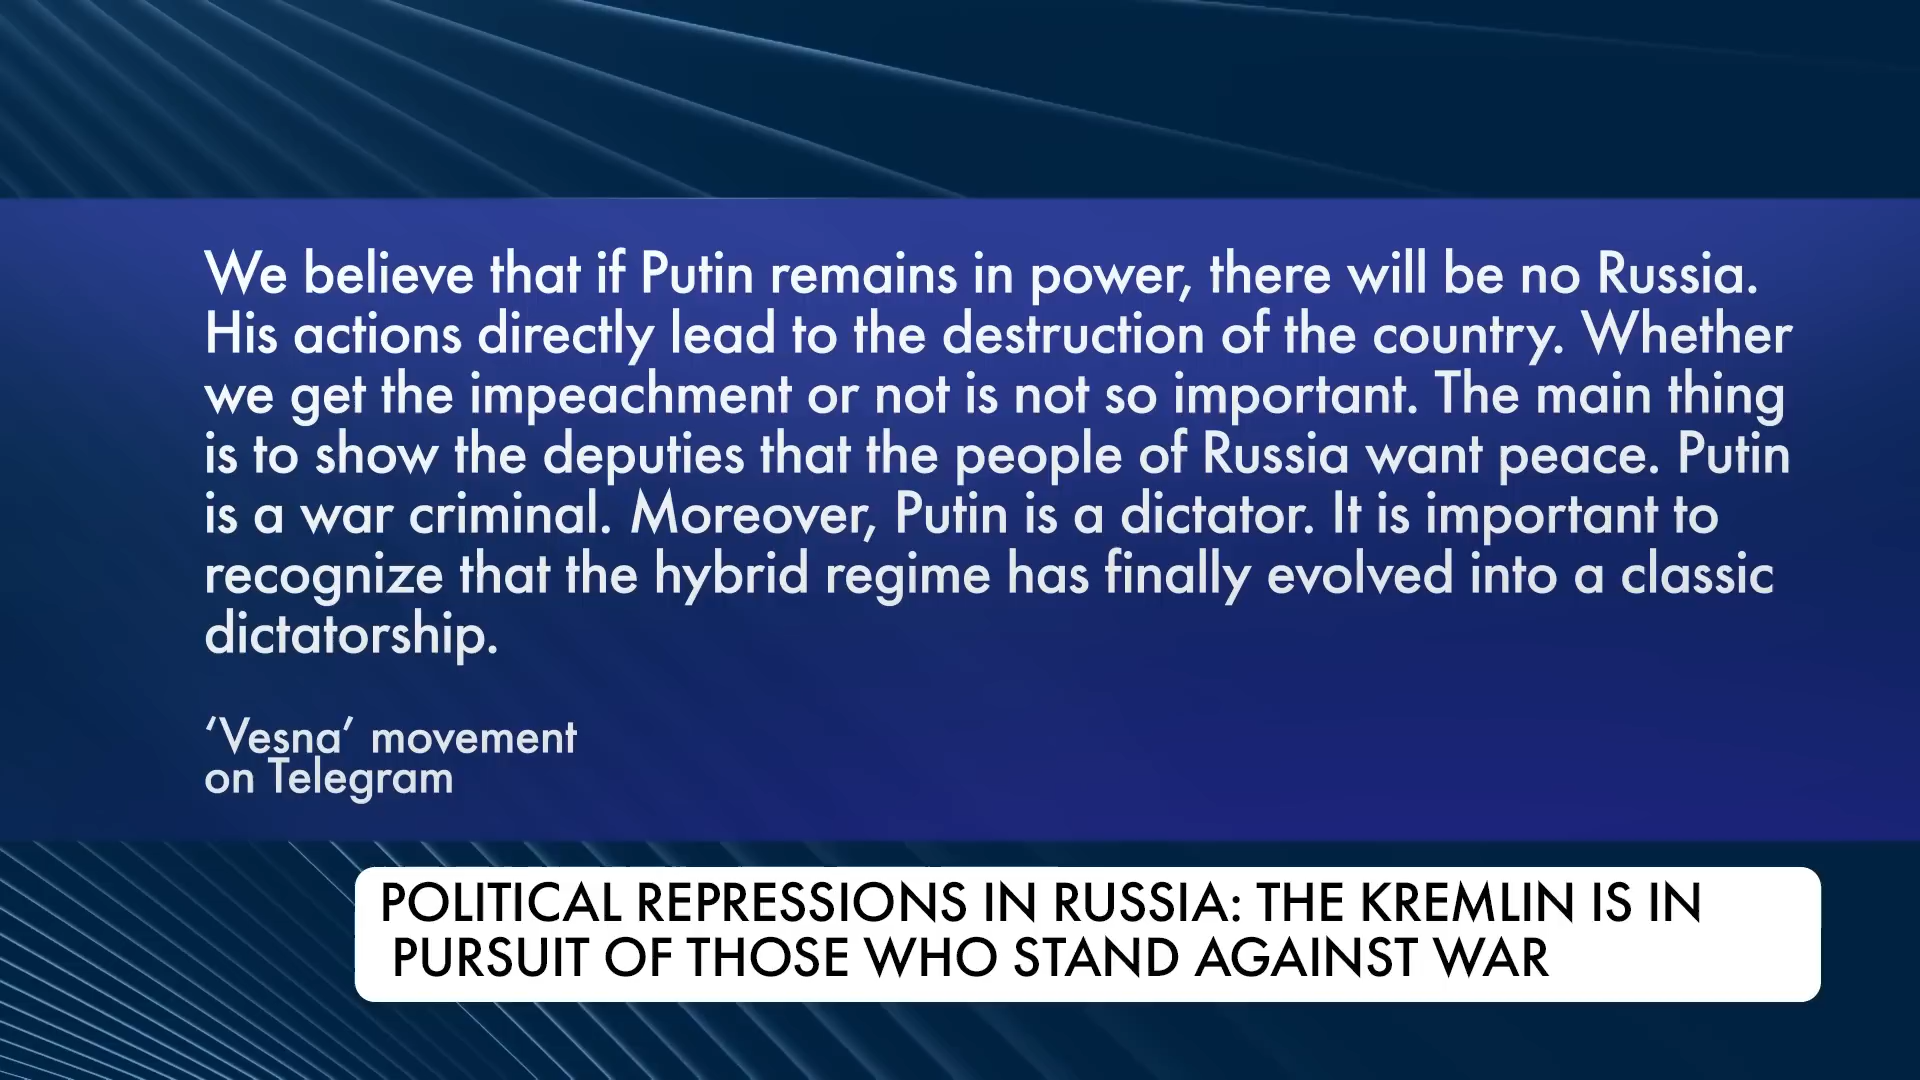 We believe that if Putin remains in power, there will be no Russia.
His actions directly lead to the destruction of the country. Whether
we get the impeachment or not is not so important. The main thing
is to show the deputies that the people of Russia want peace. Putin
is a war criminal. Moreover, Putin is a dictator. It is important to
recognize that the hybrid regime has finally evolved into a classic
dictatorship.
‘Vesna’ movement
on Telegram
POLITICAL REPRESSIONS IN RUSSIA: THE KREMLIN IS IN
PURSUIT OF THOSE WHO STAND AGAINST WAR